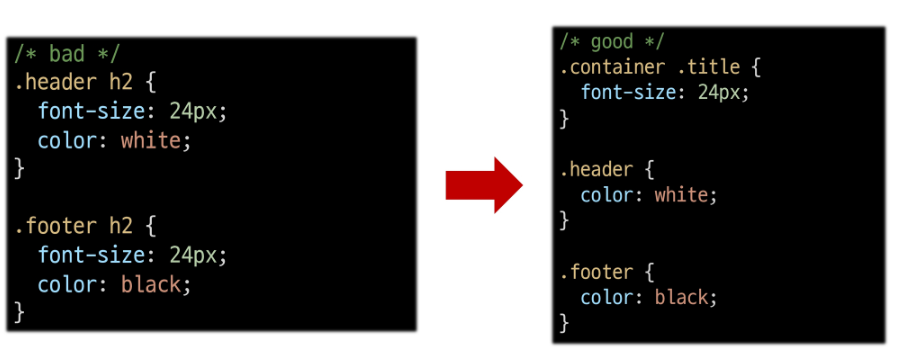 /* bad */
.header h2 {
  font-size: 24px;
  color: white;
}
.footer h2 {
  font-size: 24px;
  color: black;
}
/* good */
.container .title {
  font-size: 24px;
}
.header {
  color: white;
}
.footer {
  color: black;
}